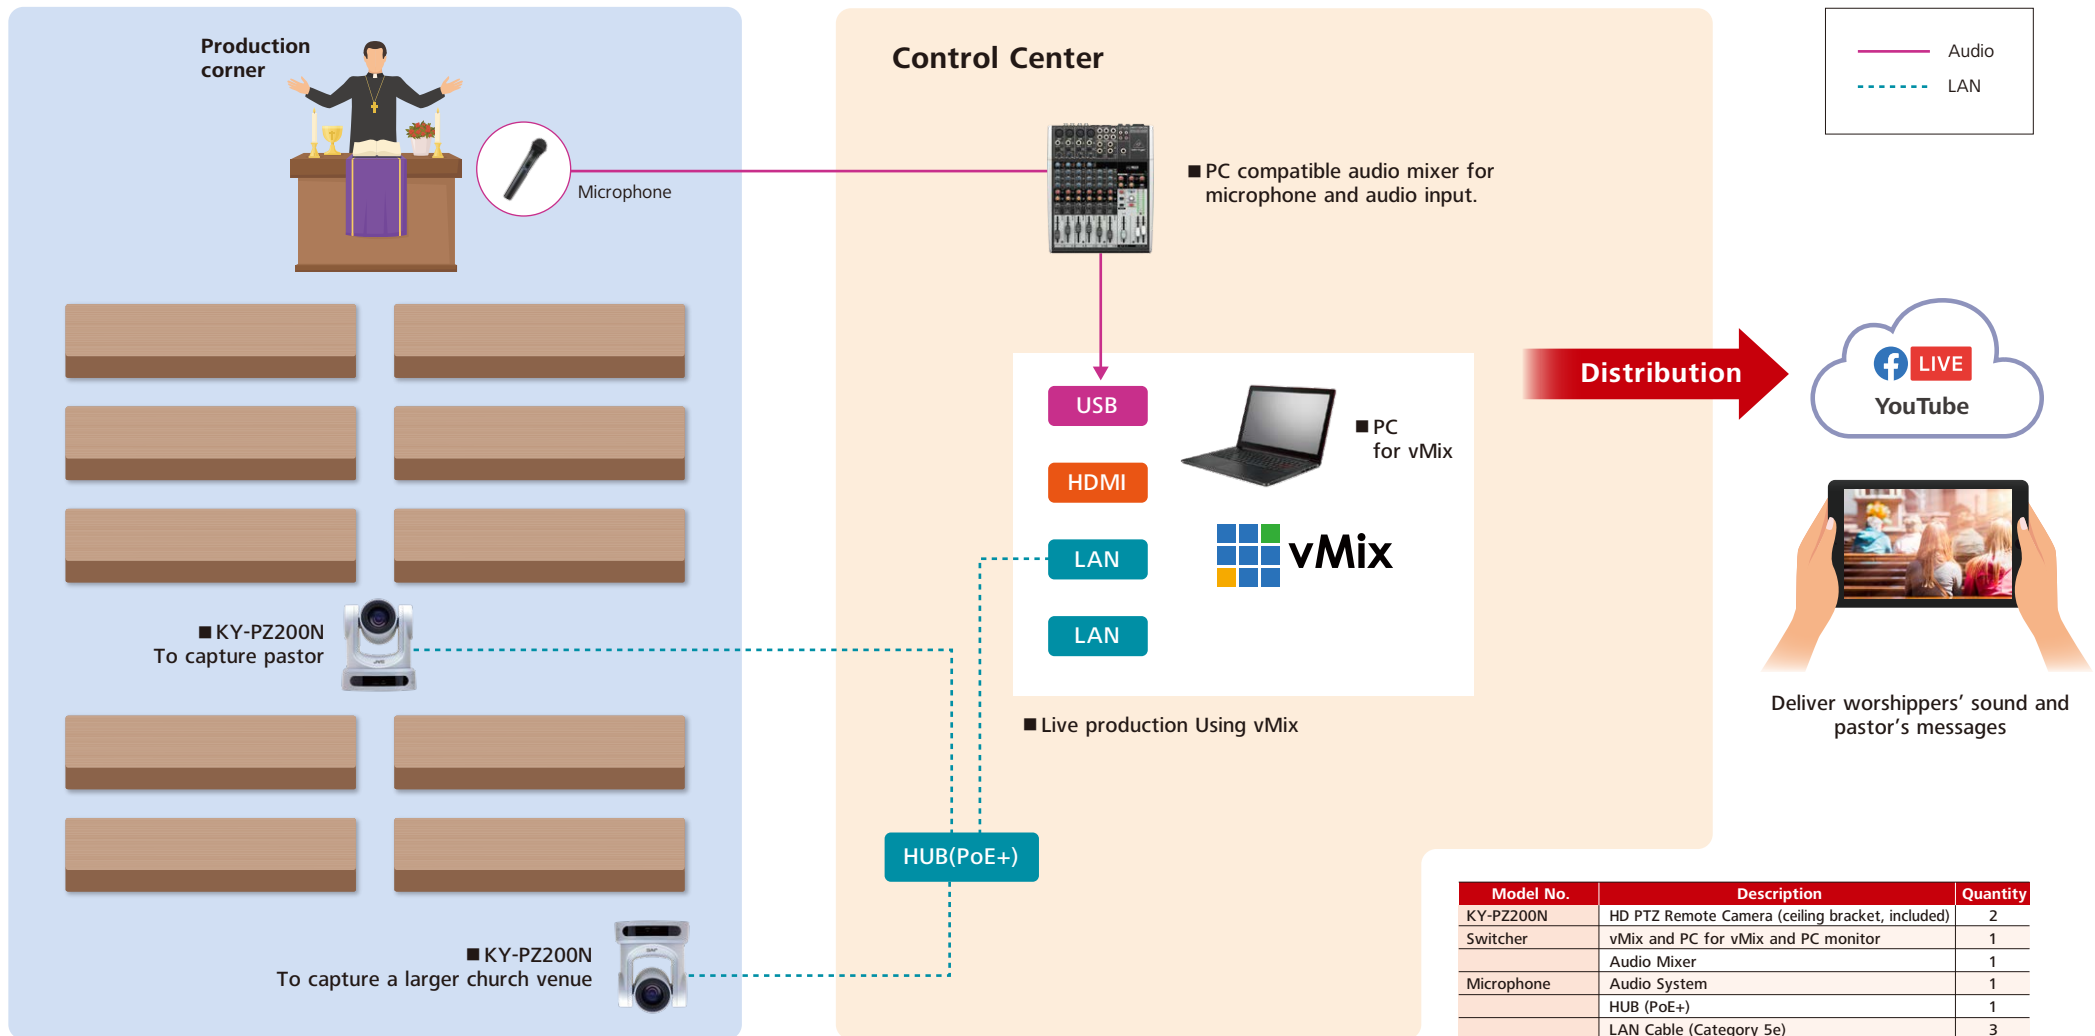 Production
corner
Microphone
■ KY-PZ200N
To capture pastor
JVC
■ KY-PZ200N
To capture a larger church venue
JVC
Control Center
■ PC compatible audio mixer for
microphone and audio input.
USB
HDMI
LAN
LAN
■ PC
for vMix
vMix
■ Live production Using vMix
HUB(PoE+)
Audio
LAN
Distribution
f LIVE
YouTube
Deliver worshippers’ sound and
pastor’s messages
Model No. Description Quantity
KY-PZ200N HD PTZ Remote Camera (ceiling bracket, included) 2
Switcher vMix and PC for vMix and PC monitor 1
Audio Mixer 1
Microphone Audio System 1
HUB (PoE+) 1
LAN Cable (Category 5e) 3